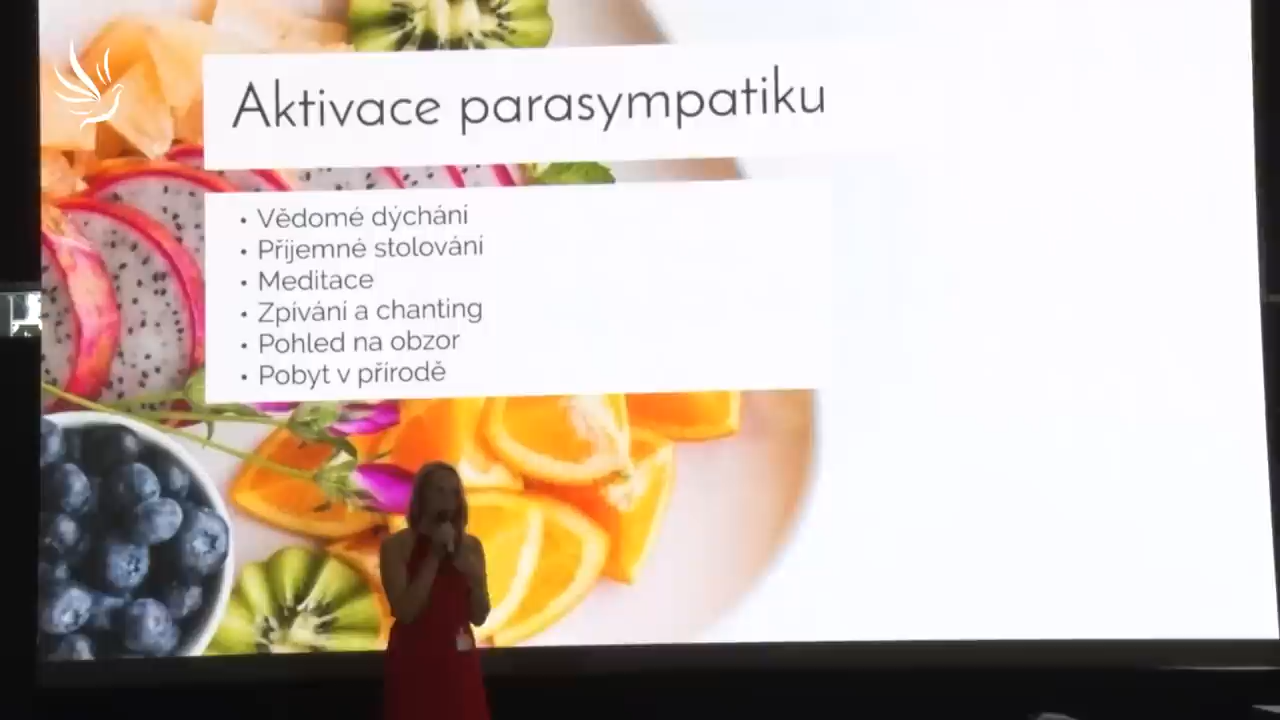 Aktivace parasympatiku
• Vědomé dýchání
• Příjemné stolování
• Meditace
• Zpívání a chanting
• Pohled na obzor
• Pobyt v přírodě